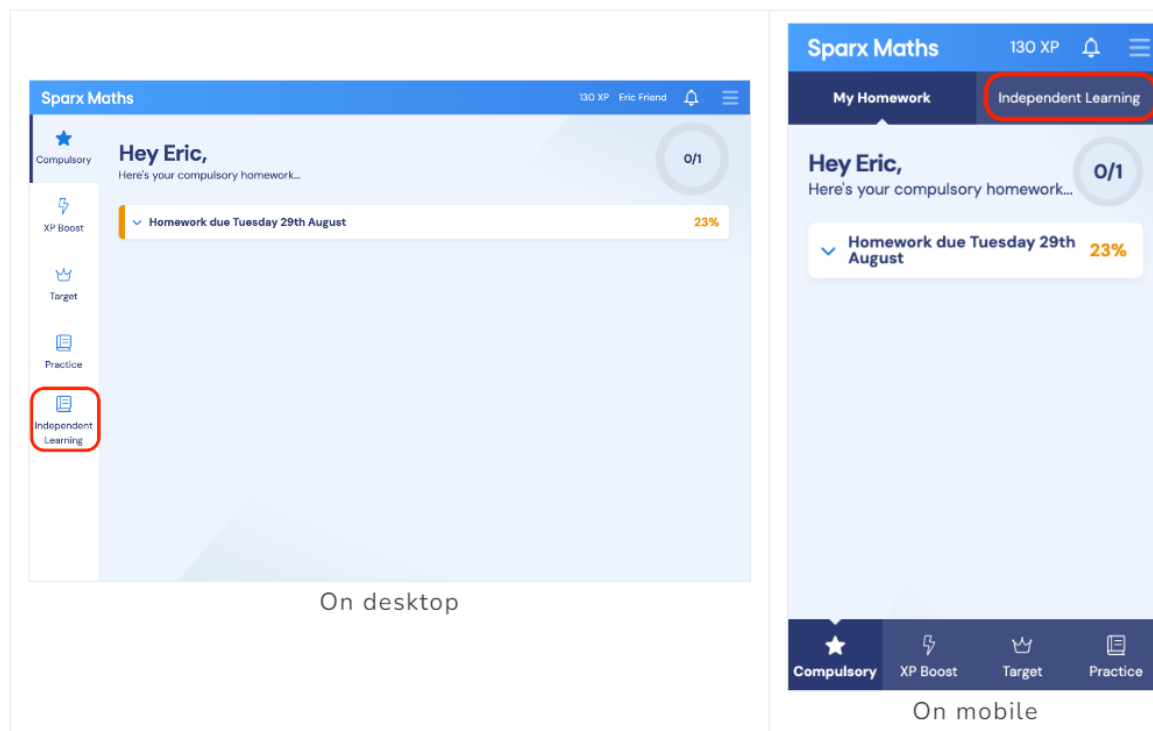 Sparx Maths
130 XP Eric Friend
Compulsory
XP Boost
Target
Practice
Independent
Learning
Hey Eric,
Here's your compulsory homework...
0/1
Homework due Tuesday 29th August
23%
On desktop
Sparx Maths
130 XP
My Homework
Independent Learning
Hey Eric,
Here's your compulsory homework...
0/1
Homework due Tuesday 29th
August
23%
Compulsory
XP Boost
Target
Practice
On mobile